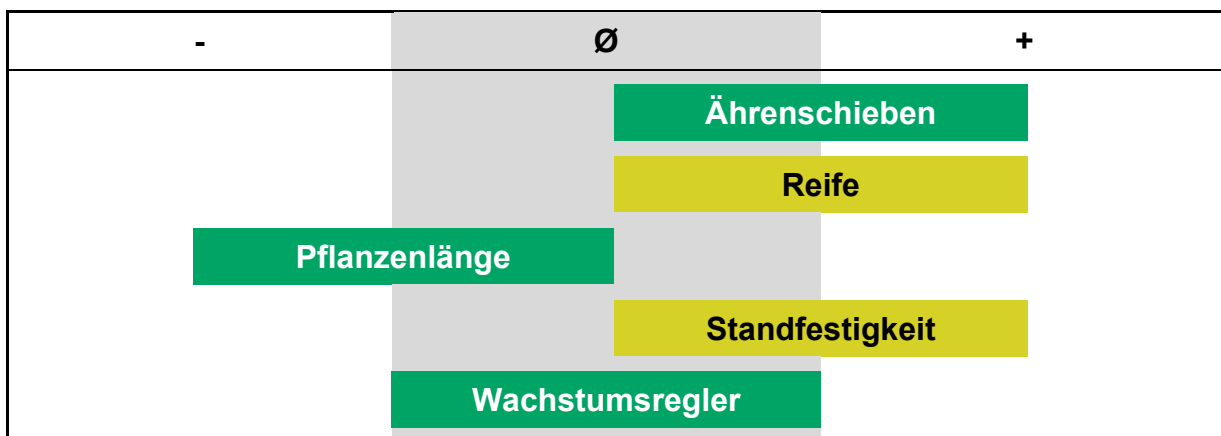 - Ø +
Ährenschieben
Reife
Pflanzenlänge
Standfestigkeit
Wachstumsregler